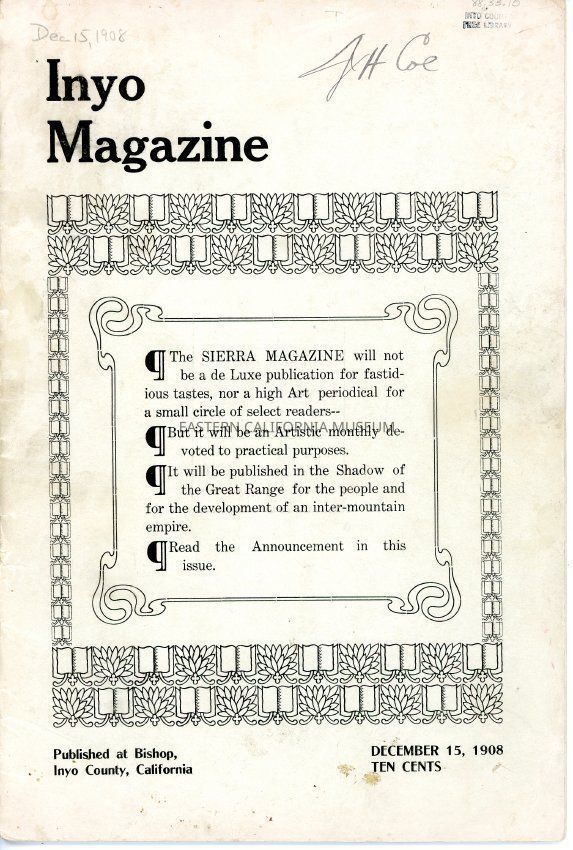 Dec 15, 1908
88.33.10
INYO COUNTY
FREE LIBRARY
J H Coe
Inyo
Magazine
¶ The SIERRA MAGAZINE will not
be a de Luxe publication for fastid-
ious tastes, nor a high Art periodical for
a small circle of select readers--
¶ But it will be an Artistic monthly de-
EASTERN CALIFORNIA MUSEUM
voted to practical purposes.
¶ It will be published in the Shadow of
the Great Range for the people and
for the development of an inter-mountain
empire.
¶ Read the Announcement in this
issue.
Published at Bishop,
Inyo County, California
DECEMBER 15, 1908
TEN CENTS